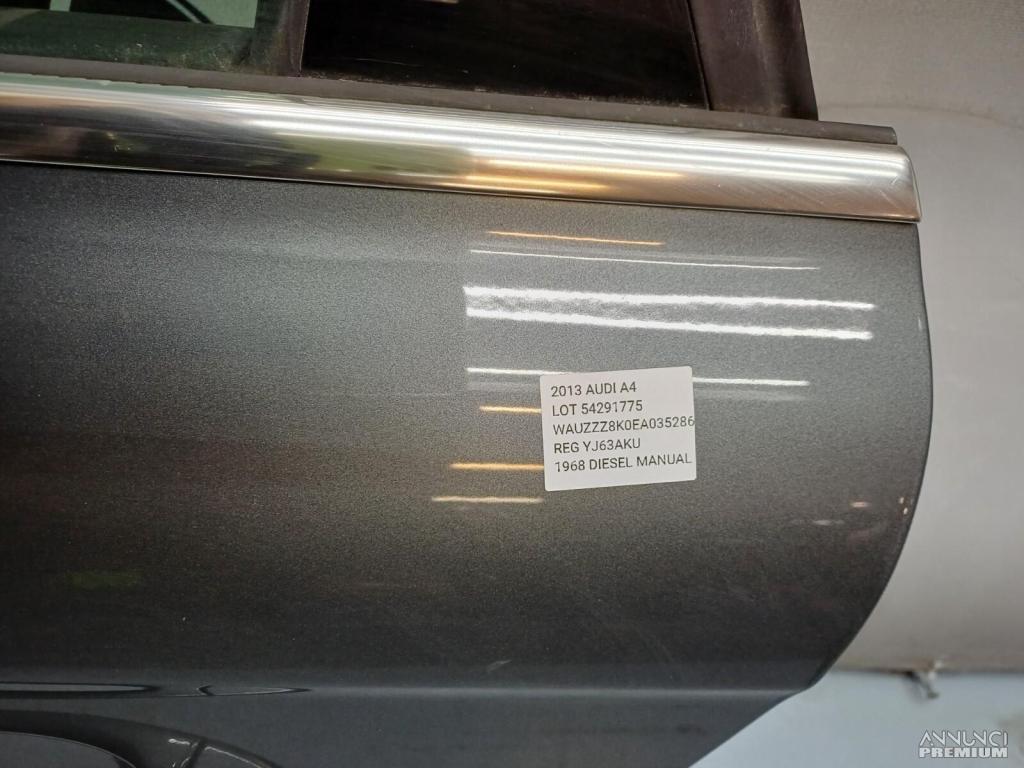 2013 AUDI A4
LOT 54291775
WAUZZZ8K0EA035286
REG YJ63AKU
1968 DIESEL MANUAL
ANNUNCI
PREMIUM